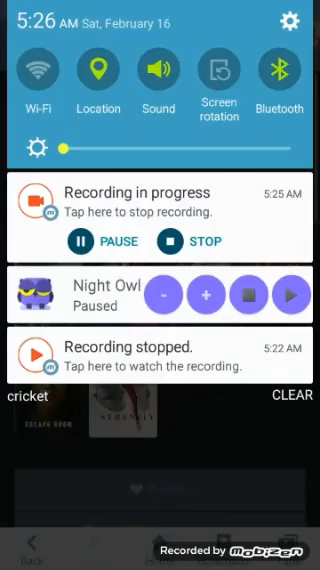 5:26 AM Sat, February 16
Wi-Fi
Location
Sound
Screen rotation
Bluetooth
Recording in progress 5:25 AM
Tap here to stop recording.
PAUSE STOP
Night Owl
Paused
- +
Recording stopped. 5:22 AM
Tap here to watch the recording.
cricket CLEAR
ESCAPE ROOM
SERENITY
Back
Recorded by Mobizen